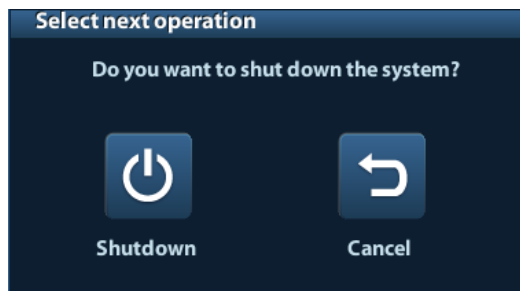 Select next operation
Do you want to shut down the system?
Shutdown
Cancel